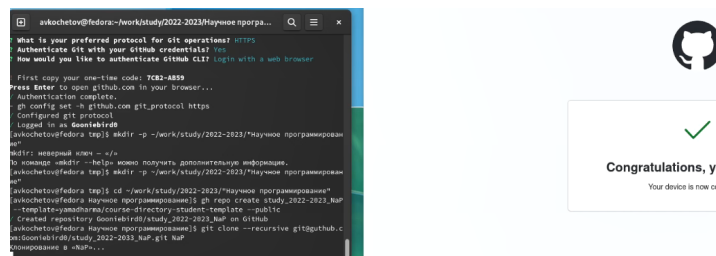 avkochetov@fedora:~/work/study/2022-2023/Научное програ...
? What is your preferred protocol for Git operations? HTTPS
? Authenticate Git with your GitHub credentials? Yes
? How would you like to authenticate GitHub CLI? Login with a web browser
! First copy your one-time code: 7CB2-AB59
Press Enter to open github.com in your browser...
✓ Authentication complete.
- gh config set -h github.com git_protocol https
✓ Configured git protocol
✓ Logged in as Gooniebird0
[avkochetov@fedora tmp]$ mkdir -p ~/work/study/2022-2023/"Научное программирован
ие"
mkdir: неверный ключ — «/»
По команде «mkdir --help» можно получить дополнительную информацию.
[avkochetov@fedora tmp]$ mkdir -p ~/work/study/2022-2023/"Научное программирован
ие"
[avkochetov@fedora tmp]$ cd ~/work/study/2022-2023/"Научное программирование"
[avkochetov@fedora Научное программирование]$ gh repo create study_2022-2023_NaP
--template=yamadharma/course-directory-student-template --public
✓ Created repository Gooniebird0/study_2022-2023_NaP on GitHub
[avkochetov@fedora Научное программирование]$ git clone --recursive git@guthub.c
om:Gooniebird0/study_2022-2033_NaP.git NaP
Клонирование в «NaP»...
Congratulations, y
Your device is now c